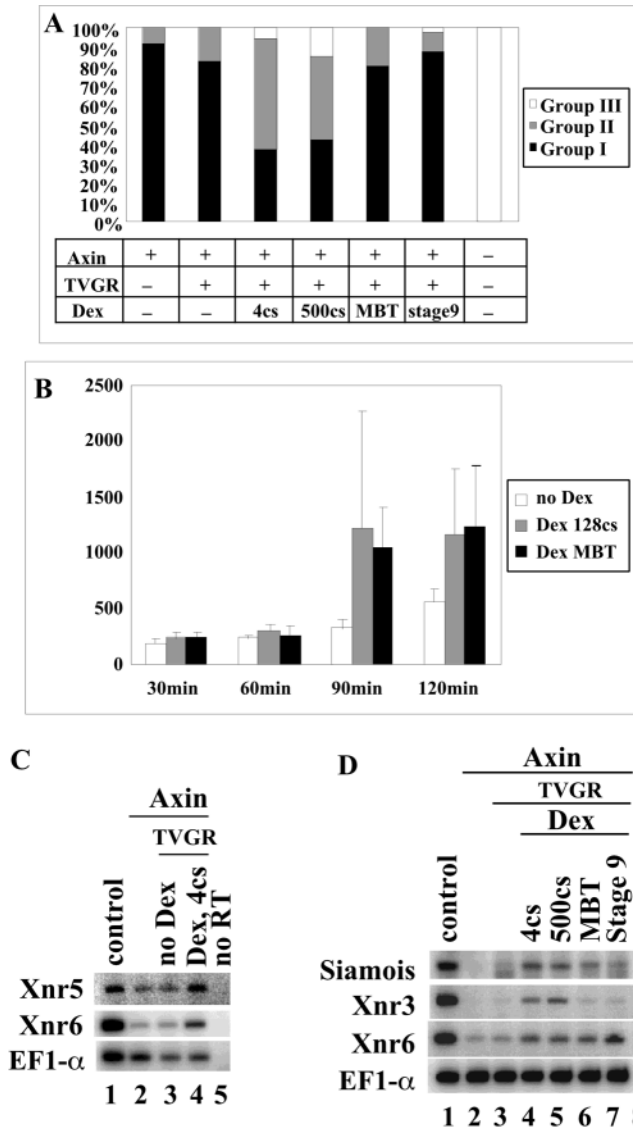 A
100%
90%
80%
70%
60%
50%
40%
30%
20%
10%
0%
Group III
Group II
Group I
Axin + + + + + + –
TVGR – + + + + + –
Dex – – 4cs 500cs MBT stage9 –
B
2500
2000
1500
1000
500
0
30min 60min 90min 120min
no Dex
Dex 128cs
Dex MBT
C
Axin
TVGR
control
no Dex
Dex, 4cs
no RT
Xnr5
Xnr6
EF1-α
1 2 3 4 5
D
Axin
TVGR
Dex
control
4cs
500cs
MBT
Stage 9
Siamois
Xnr3
Xnr6
EF1-α
1 2 3 4 5 6 7